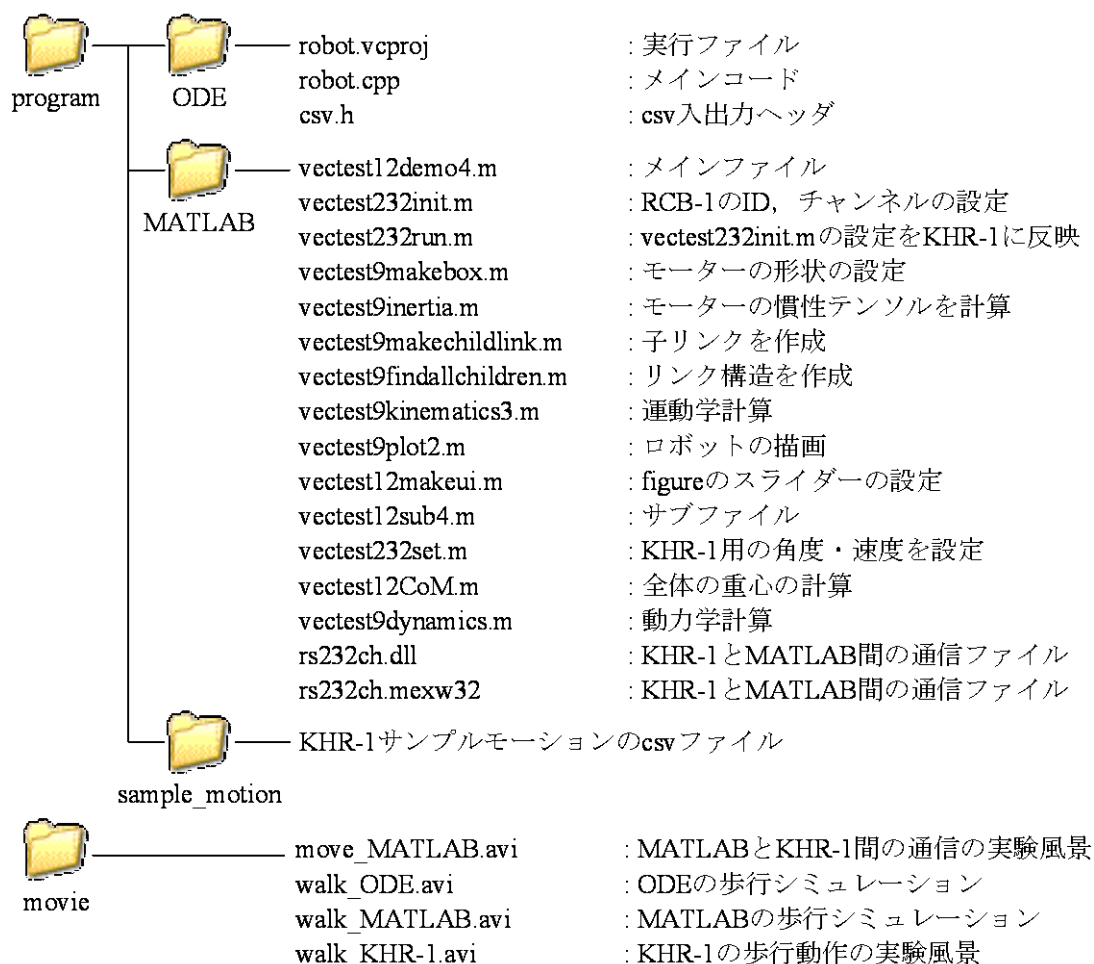 program
ODE
robot.vcproj : 実行ファイル
robot.cpp : メインコード
csv.h : csv入出力ヘッダ
MATLAB
vectest12demo4.m : メインファイル
vectest232init.m : RCB-1のID，チャンネルの設定
vectest232run.m : vectest232init.mの設定をKHR-1に反映
vectest9makebox.m : モーターの形状の設定
vectest9inertia.m : モーターの慣性テンソルを計算
vectest9makechildlink.m : 子リンクを作成
vectest9findallchildren.m : リンク構造を作成
vectest9kinematics3.m : 運動学計算
vectest9plot2.m : ロボットの描画
vectest12makeui.m : figureのスライダーの設定
vectest12sub4.m : サブファイル
vectest232set.m : KHR-1用の角度・速度を設定
vectest12CoM.m : 全体の重心の計算
vectest9dynamics.m : 動力学計算
rs232ch.dll : KHR-1とMATLAB間の通信ファイル
rs232ch.mexw32 : KHR-1とMATLAB間の通信ファイル
KHR-1サンプルモーションのcsvファイル
sample_motion
movie
move_MATLAB.avi : MATLABとKHR-1間の通信の実験風景
walk_ODE.avi : ODEの歩行シミュレーション
walk_MATLAB.avi : MATLABの歩行シミュレーション
walk_KHR-1.avi : KHR-1の歩行動作の実験風景